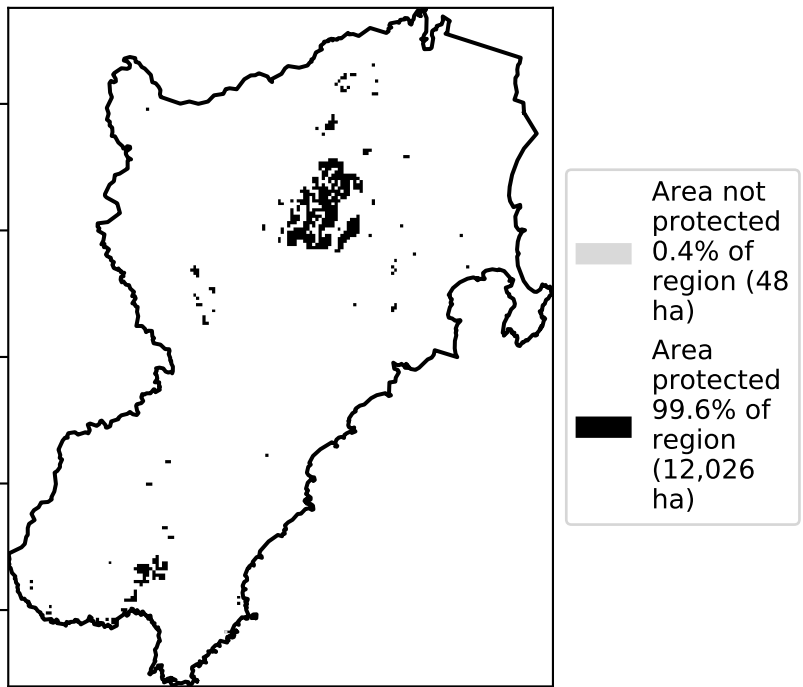 Area not
protected
0.4% of
region (48
ha)
Area
protected
99.6% of
region
(12,026
ha)